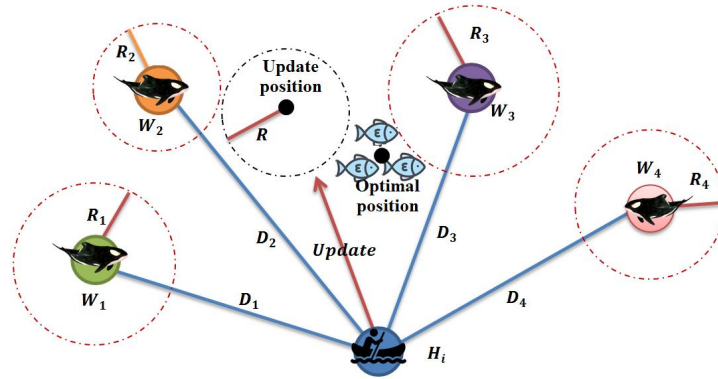 R₂
R₃
Update
position
W₂
R
W₃
ε
ε ε
Optimal
position
W₄
R₄
R₁
D₂
Update
D₃
W₁
D₁
D₄
Hᵢ